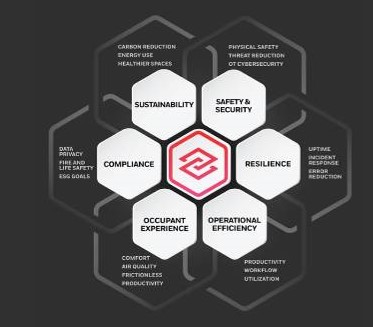 CARBON REDUCTION
ENERGY USE
HEALTHIER SPACES
PHYSICAL SAFETY
THREAT REDUCTION
OT CYBERSECURITY
SUSTAINABILITY
SAFETY &
SECURITY
DATA
PRIVACY
FIRE AND
LIFE SAFETY
ESG GOALS
COMPLIANCE
RESILIENCE
UPTIME
INCIDENT
RESPONSE
ERROR
REDUCTION
OCCUPANT
EXPERIENCE
OPERATIONAL
EFFICIENCY
COMFORT
AIR QUALITY
FRICTIONLESS
PRODUCTIVITY
PRODUCTIVITY
WORKFLOW
UTILIZATION